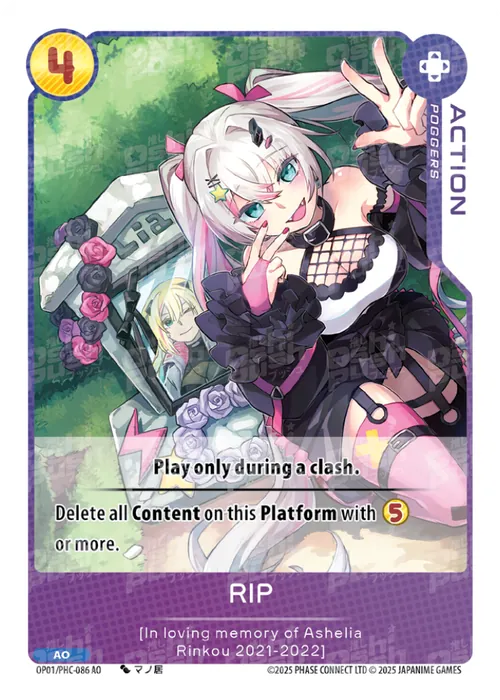 4
ACTION
POGGERS
Play only during a clash.
Delete all Content on this Platform with 5
or more.
RIP
[In loving memory of Ashelia
Rinkou 2021-2022]
AO
OP01/PHC-086 AO マノ居 ©2025 PHASE CONNECT LTD © 2025 JAPANIME GAMES